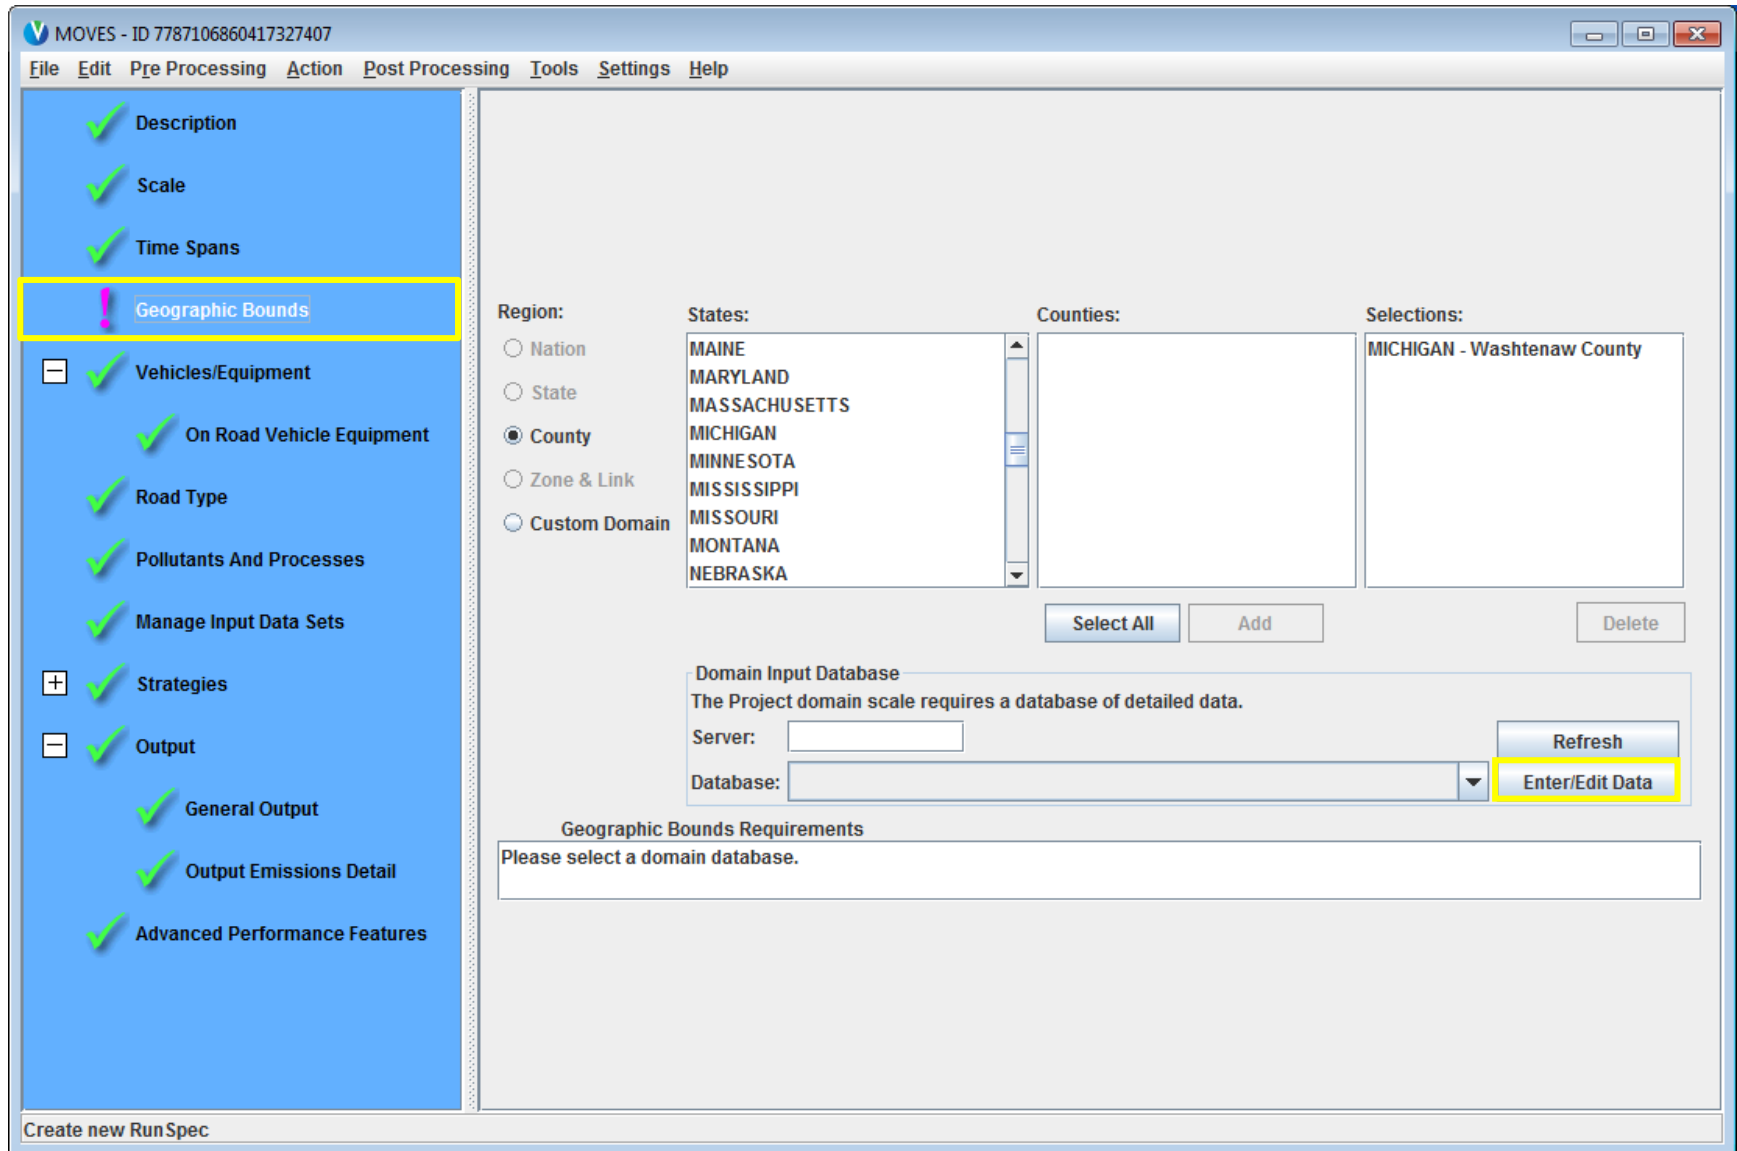 MOVES - ID 7787106860417327407
File Edit Pre Processing Action Post Processing Tools Settings Help
Description
Scale
Time Spans
Geographic Bounds
Vehicles/Equipment
On Road Vehicle Equipment
Road Type
Pollutants And Processes
Manage Input Data Sets
Strategies
Output
General Output
Output Emissions Detail
Advanced Performance Features
Region:
Nation
State
County
Zone & Link
Custom Domain
States:
MAINE
MARYLAND
MASSACHUSETTS
MICHIGAN
MINNESOTA
MISSISSIPPI
MISSOURI
MONTANA
NEBRASKA
Counties:
Selections:
MICHIGAN - Washtenaw County
Select All
Add
Delete
Domain Input Database
The Project domain scale requires a database of detailed data.
Server:
Refresh
Database:
Enter/Edit Data
Geographic Bounds Requirements
Please select a domain database.
Create new RunSpec